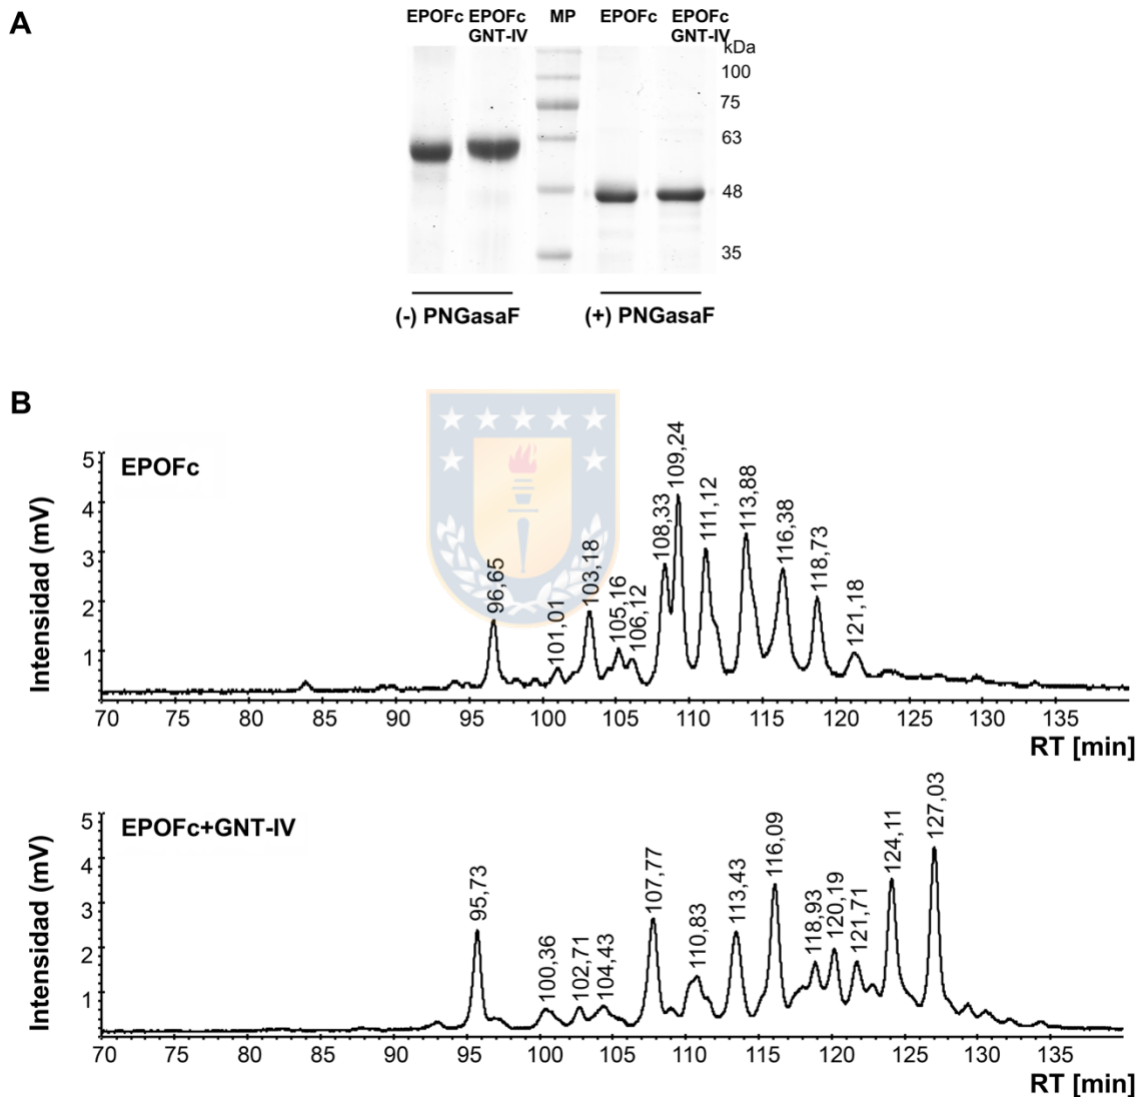 A
EPOFc EPOFc MP EPOFc EPOFc
GNT-IV GNT-IV
kDa
100
75
63
48
35
(-) PNGasaF (+) PNGasaF
B
EPOFc
Intensidad (mV)
5
4
3
2
1
96,65
101,01
103,18
105,16
106,12
108,33
109,24
111,12
113,88
116,38
118,73
121,18
70 75 80 85 90 95 100 105 110 115 120 125 130 135
RT [min]
EPOFc+GNT-IV
Intensidad (mV)
5
4
3
2
1
95,73
100,36
102,71
104,43
107,77
110,83
113,43
116,09
118,93
120,19
121,71
124,11
127,03
70 75 80 85 90 95 100 105 110 115 120 125 130 135
RT [min]